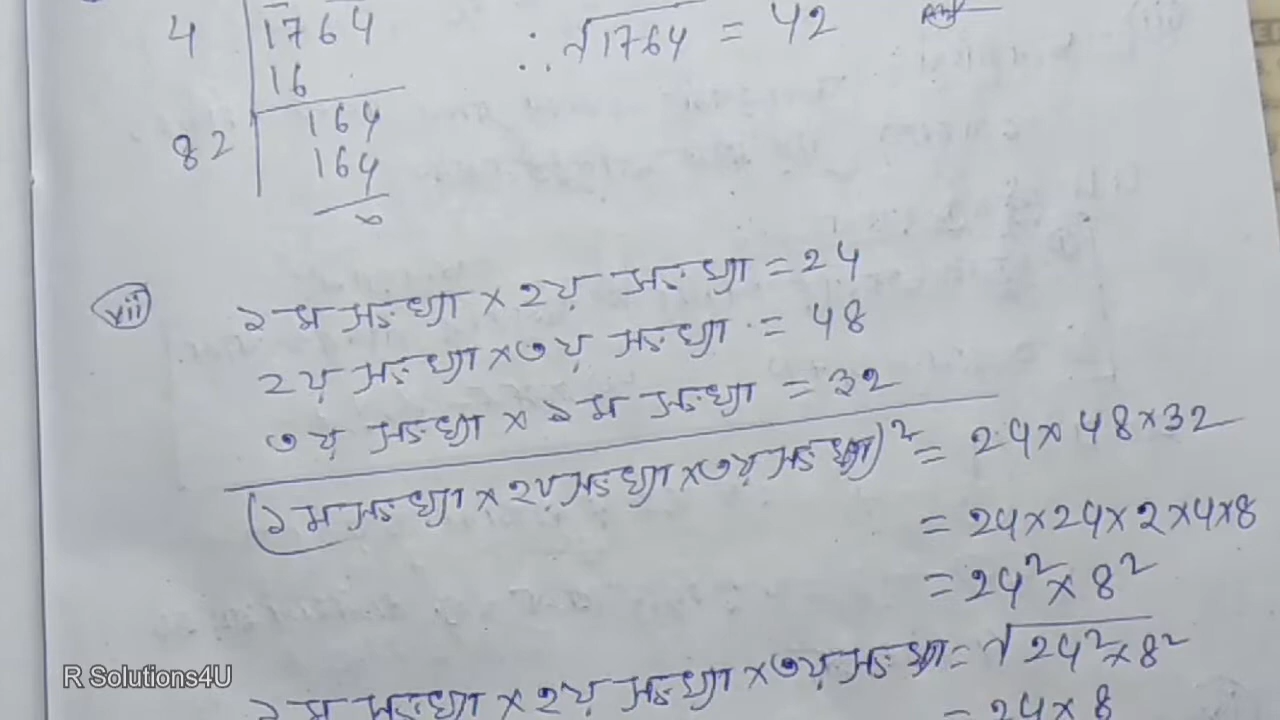 4 1764 ∴ √1764 = 42 Ans
16
82 164
164
0
vii ১ম সংখ্যা × ২য় সংখ্যা = 24
২য় সংখ্যা × ৩য় সংখ্যা = 48
৩য় সংখ্যা × ১ম সংখ্যা = 32
(১ম সংখ্যা × ২য় সংখ্যা × ৩য় সংখ্যা)² = 24 × 48 × 32
= 24 × 24 × 2 × 4 × 8
= 24² × 8²
১ম সংখ্যা × ২য় সংখ্যা × ৩য় সংখ্যা = √24² × 8²
= 24 × 8
R Solutions4U